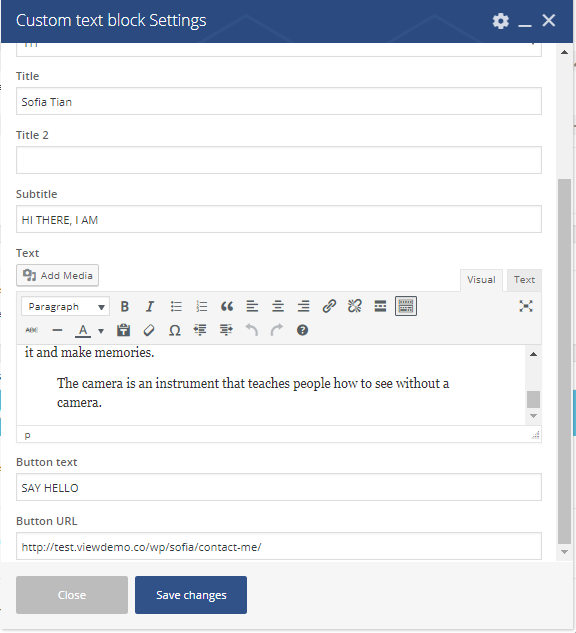 Custom text block Settings
Title
Sofia Tian
Title 2
Subtitle
HI THERE, I AM
Text
Add Media
Visual Text
Paragraph B I
ABC A
it and make memories.
The camera is an instrument that teaches people how to see without a
camera.
p
Button text
SAY HELLO
Button URL
http://test.viewdemo.co/wp/sofia/contact-me/
Close Save changes